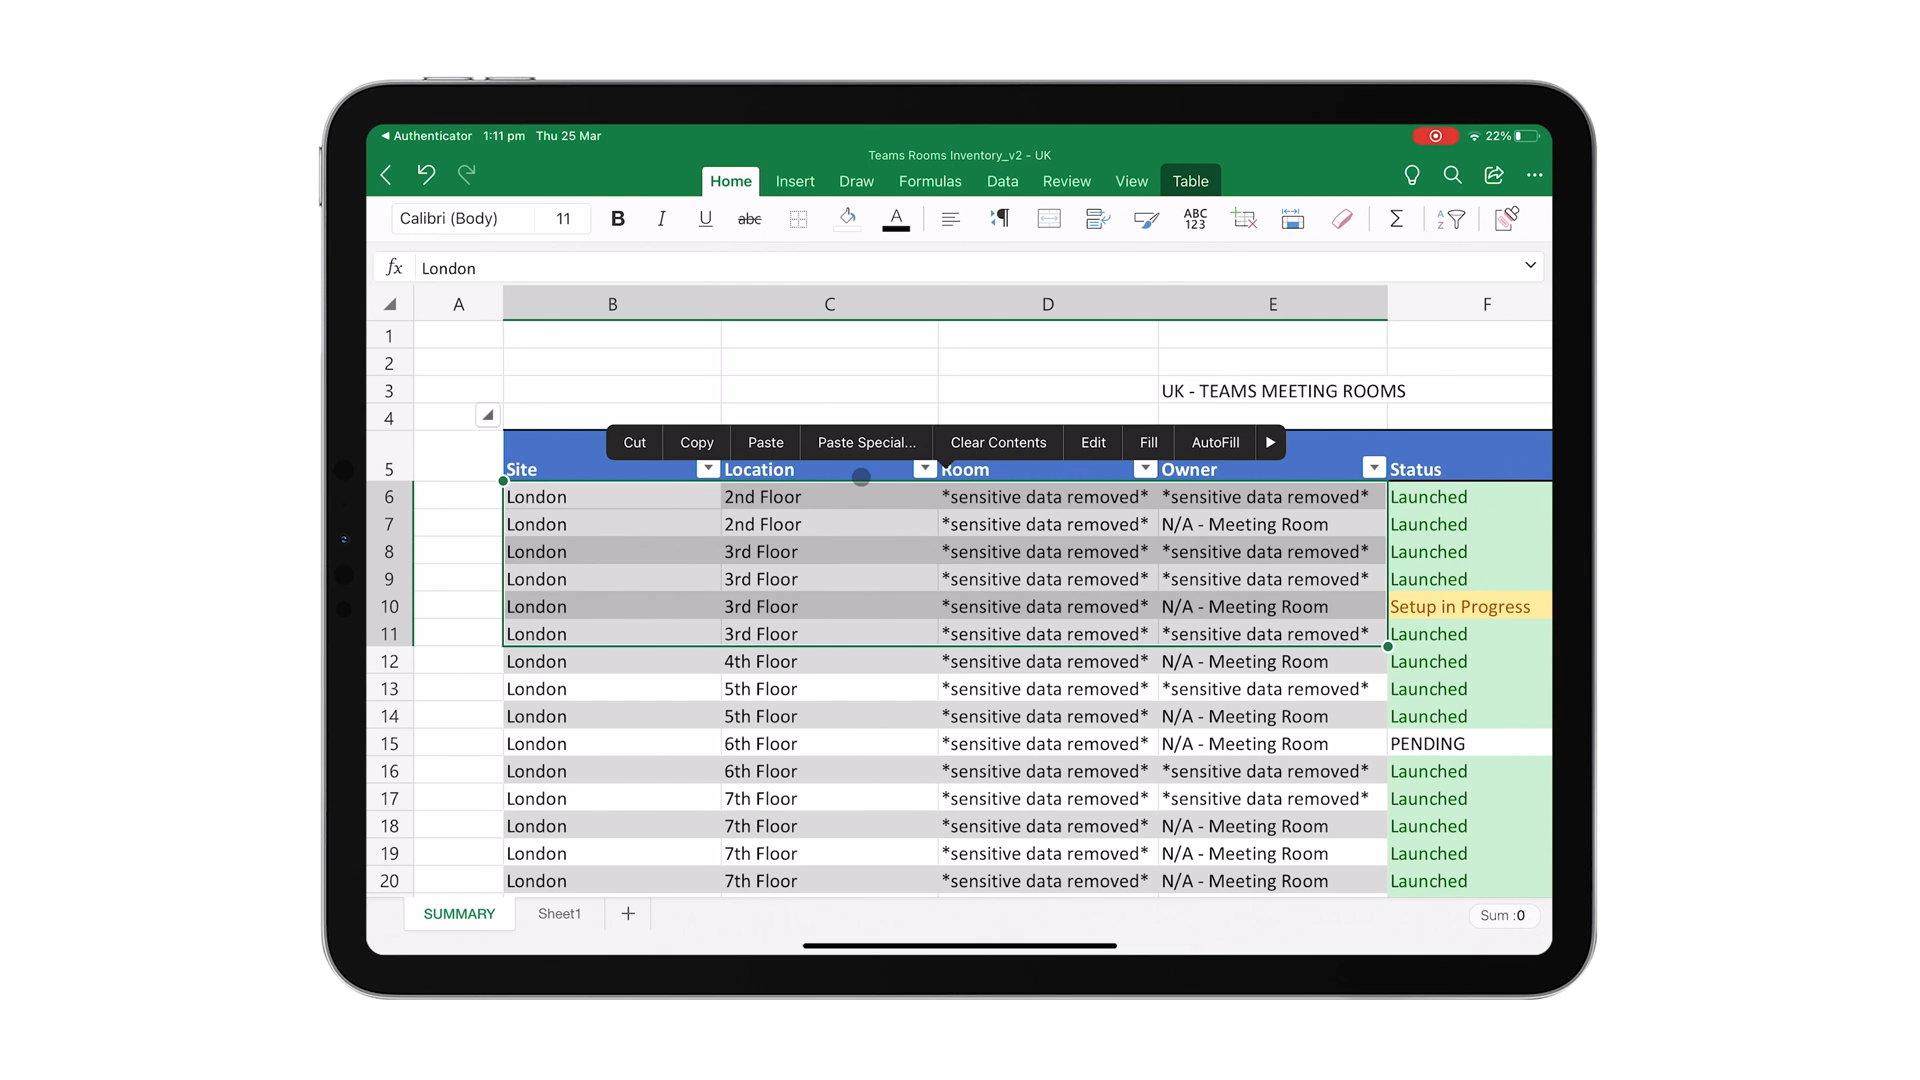 ◀ Authenticator 1:11 pm Thu 25 Mar 22%
Teams Rooms Inventory_v2 - UK
Home Insert Draw Formulas Data Review View Table
Calibri (Body) 11 B I U abc A ABC 123 Σ A Z
fx London
A B C D E F
1
2
3 UK - TEAMS MEETING ROOMS
4
Cut Copy Paste Paste Special... Clear Contents Edit Fill AutoFill ▶
5 Site Location Room Owner Status
6 London 2nd Floor *sensitive data removed* *sensitive data removed* Launched
7 London 2nd Floor *sensitive data removed* N/A - Meeting Room Launched
8 London 3rd Floor *sensitive data removed* *sensitive data removed* Launched
9 London 3rd Floor *sensitive data removed* *sensitive data removed* Launched
10 London 3rd Floor *sensitive data removed* N/A - Meeting Room Setup in Progress
11 London 3rd Floor *sensitive data removed* *sensitive data removed* Launched
12 London 4th Floor *sensitive data removed* N/A - Meeting Room Launched
13 London 5th Floor *sensitive data removed* *sensitive data removed* Launched
14 London 5th Floor *sensitive data removed* N/A - Meeting Room Launched
15 London 6th Floor *sensitive data removed* N/A - Meeting Room PENDING
16 London 6th Floor *sensitive data removed* *sensitive data removed* Launched
17 London 7th Floor *sensitive data removed* *sensitive data removed* Launched
18 London 7th Floor *sensitive data removed* N/A - Meeting Room Launched
19 London 7th Floor *sensitive data removed* N/A - Meeting Room Launched
20 London 7th Floor *sensitive data removed* N/A - Meeting Room Launched
SUMMARY Sheet1 + Sum :0